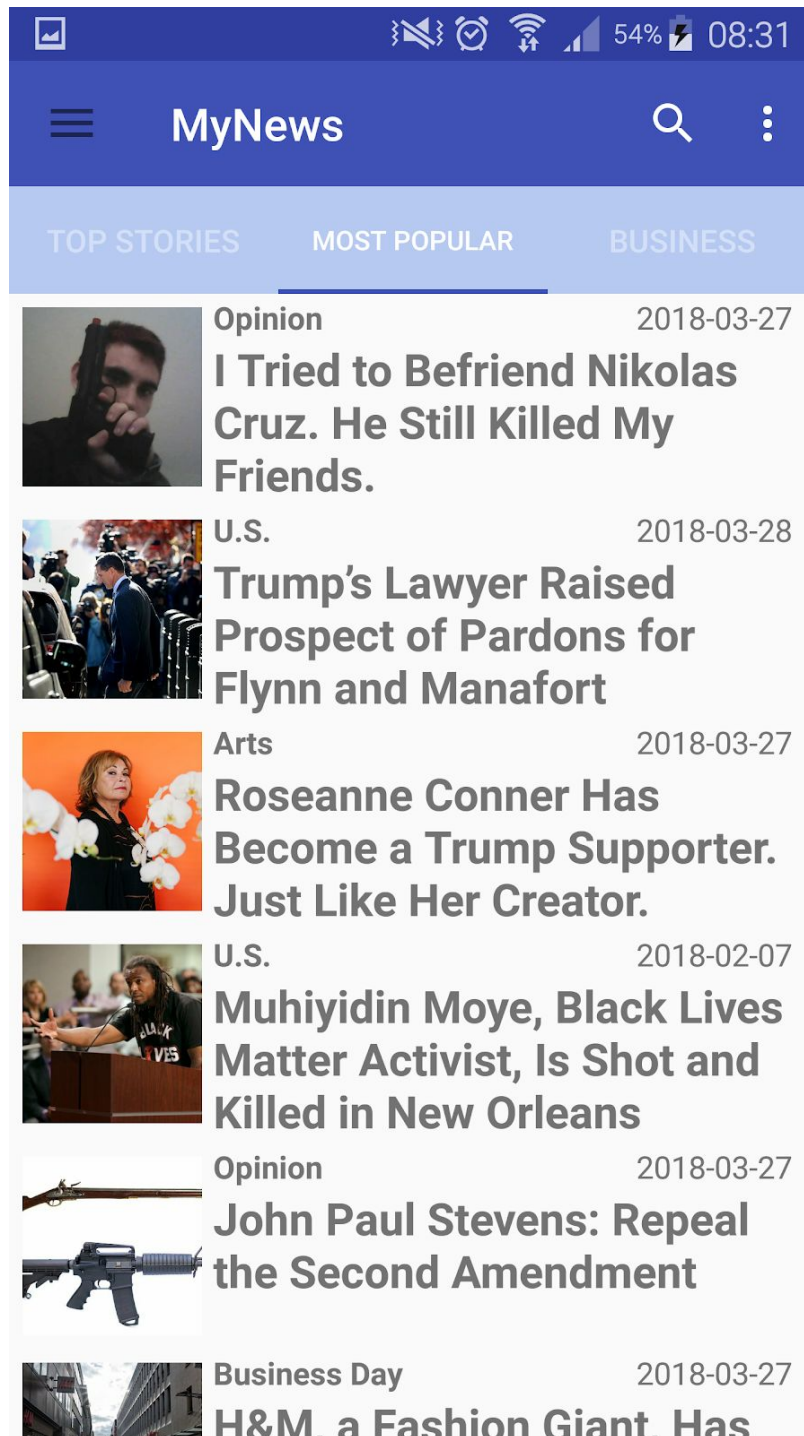 54% 08:31
MyNews
TOP STORIES MOST POPULAR BUSINESS
Opinion 2018-03-27
I Tried to Befriend Nikolas
Cruz. He Still Killed My
Friends.
U.S. 2018-03-28
Trump’s Lawyer Raised
Prospect of Pardons for
Flynn and Manafort
Arts 2018-03-27
Roseanne Conner Has
Become a Trump Supporter.
Just Like Her Creator.
U.S. 2018-02-07
Muhiyidin Moye, Black Lives
Matter Activist, Is Shot and
Killed in New Orleans
BLACK
VES
Opinion 2018-03-27
John Paul Stevens: Repeal
the Second Amendment
Business Day 2018-03-27
H&M, a Fashion Giant, Has